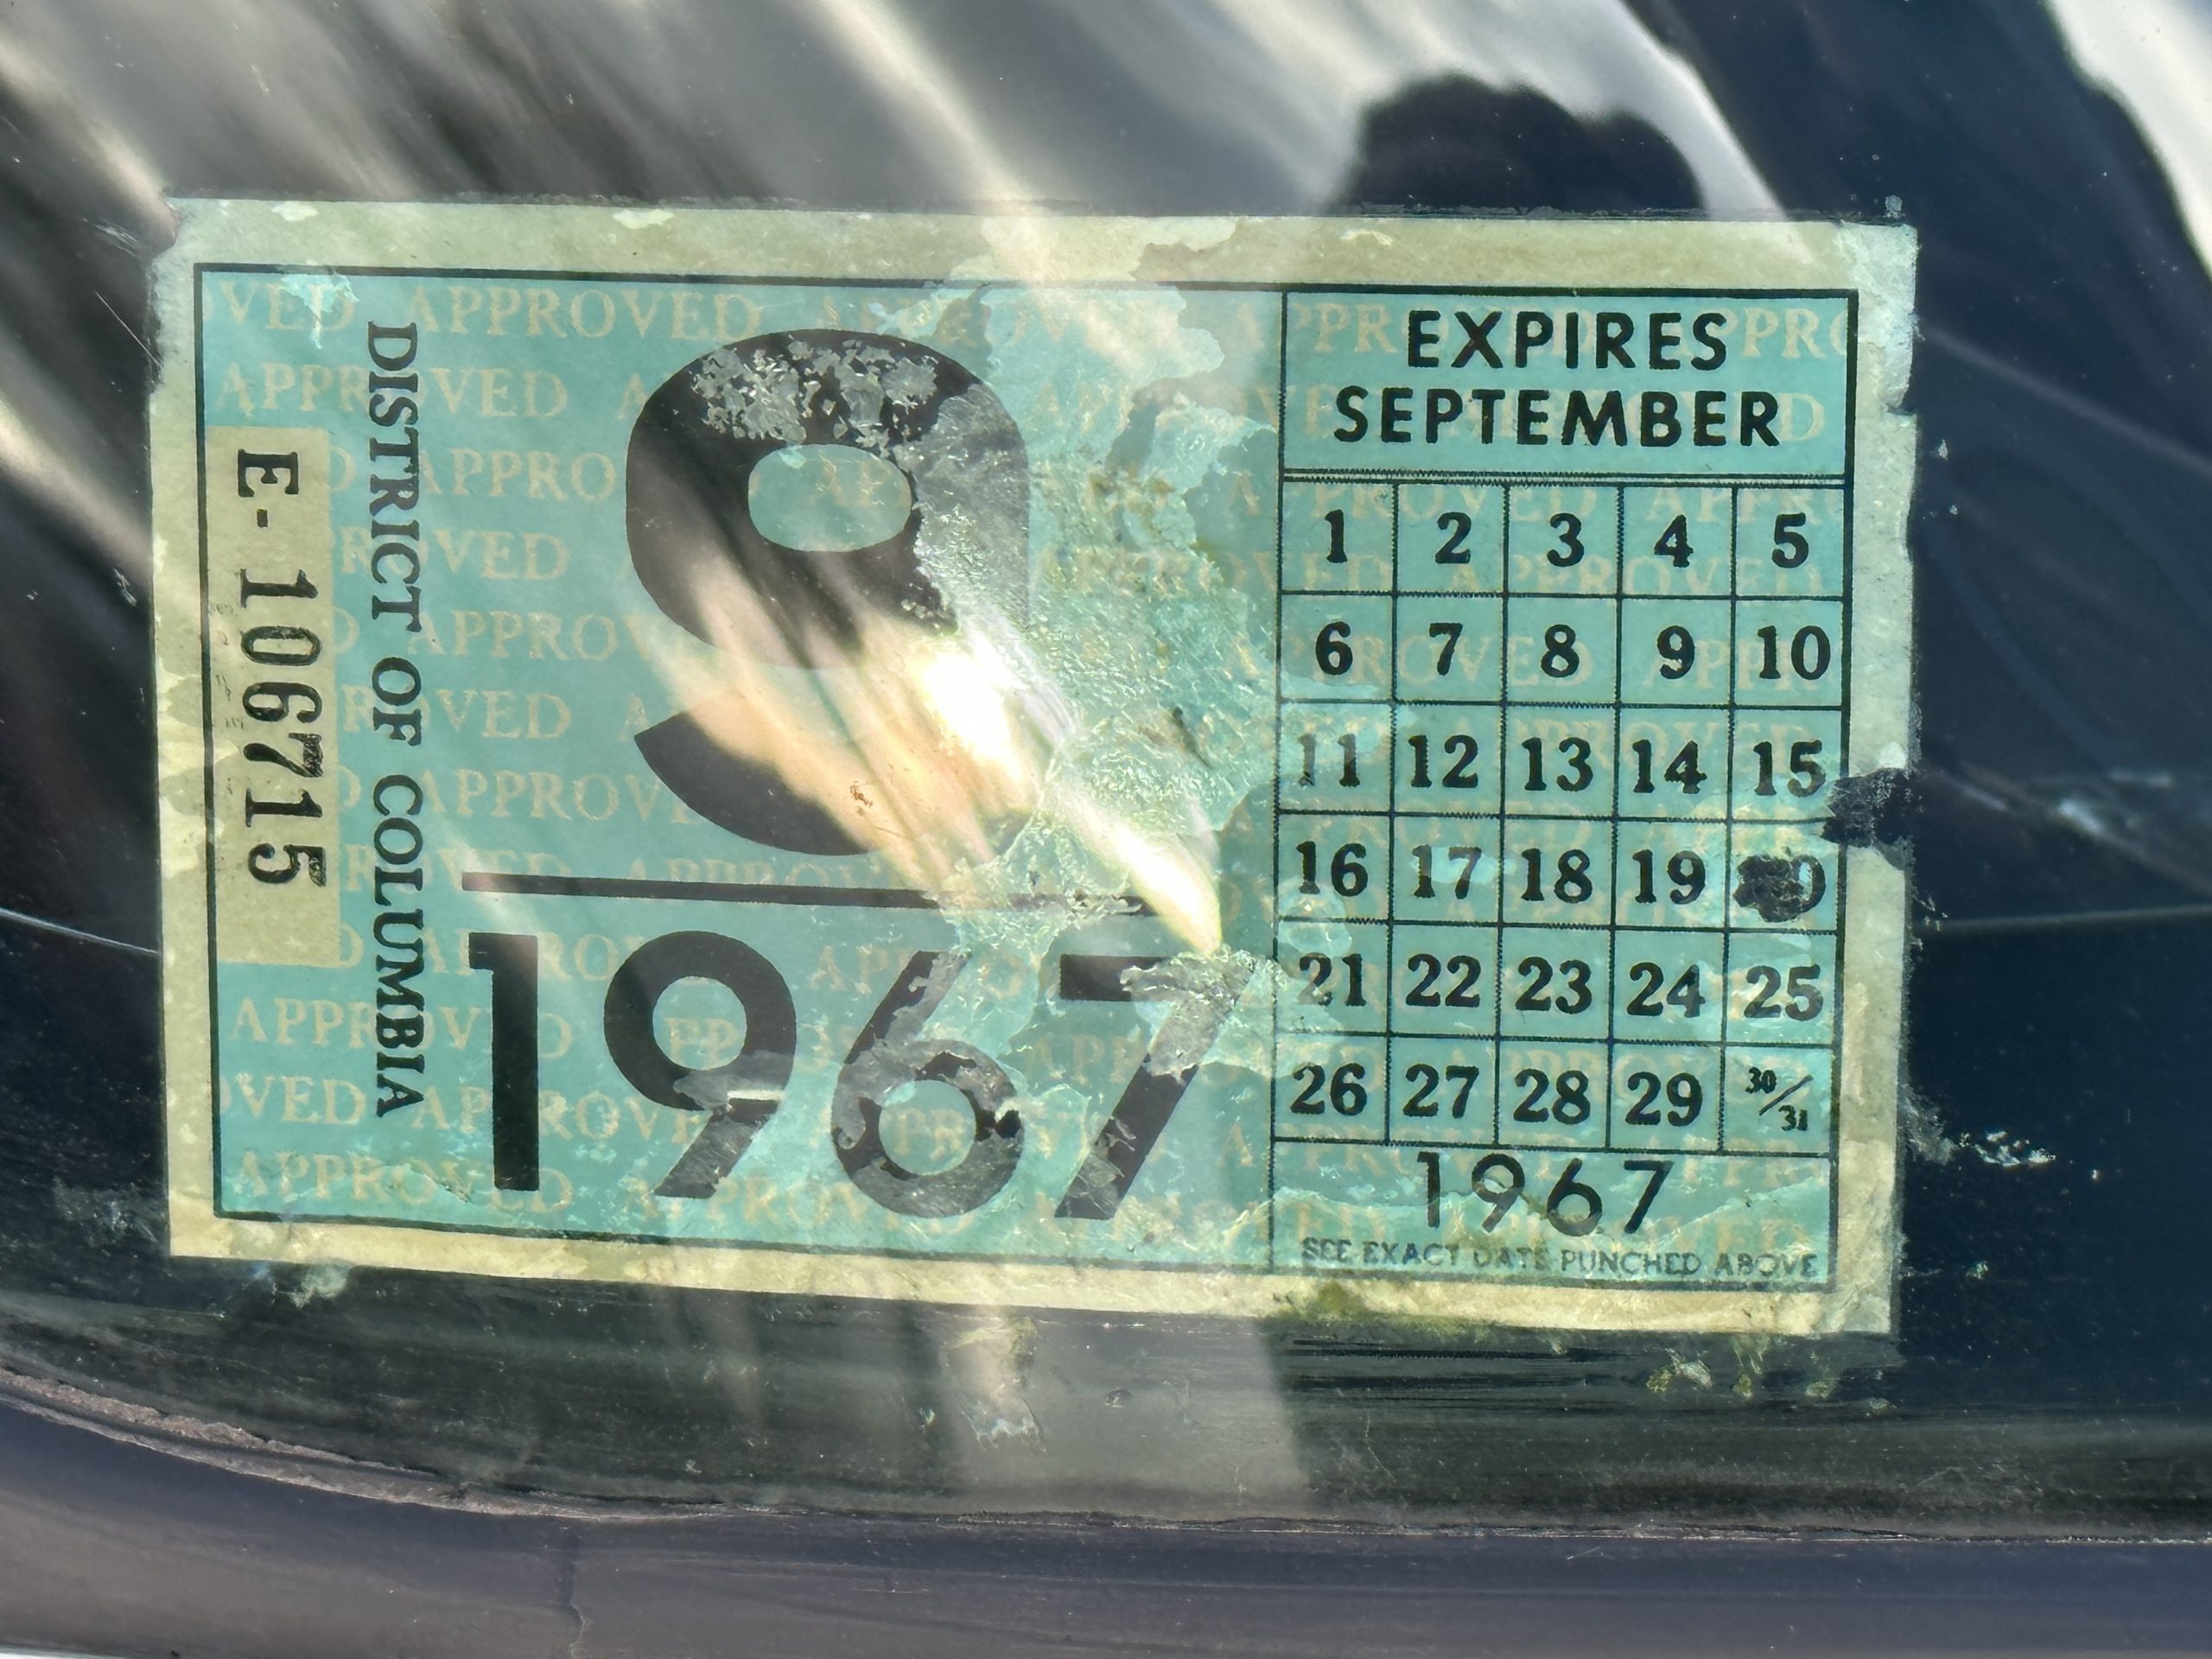 E-106715
DISTRICT OF COLUMBIA
9
1967
EXPIRES
SEPTEMBER
1 2 3 4 5
6 7 8 9 10
11 12 13 14 15
16 17 18 19
21 22 23 24 25
26 27 28 29 30/31
1967
SEE EXACT DATE PUNCHED ABOVE
APPROVED APPROVED